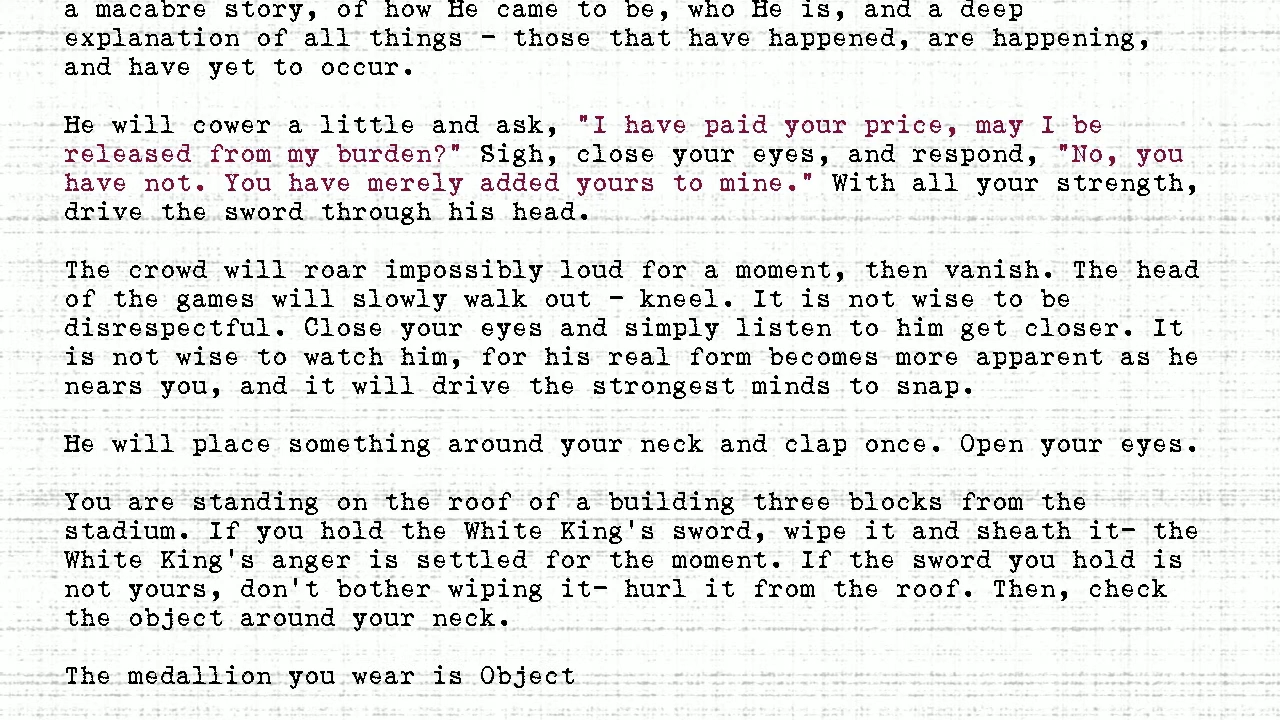 a macabre story, of how He came to be, who He is, and a deep
explanation of all things - those that have happened, are happening,
and have yet to occur.
He will cower a little and ask, "I have paid your price, may I be
released from my burden?" Sigh, close your eyes, and respond, "No, you
have not. You have merely added yours to mine." With all your strength,
drive the sword through his head.
The crowd will roar impossibly loud for a moment, then vanish. The head
of the games will slowly walk out - kneel. It is not wise to be
disrespectful. Close your eyes and simply listen to him get closer. It
is not wise to watch him, for his real form becomes more apparent as he
nears you, and it will drive the strongest minds to snap.
He will place something around your neck and clap once. Open your eyes.
You are standing on the roof of a building three blocks from the
stadium. If you hold the White King's sword, wipe it and sheath it- the
White King's anger is settled for the moment. If the sword you hold is
not yours, don't bother wiping it- hurl it from the roof. Then, check
the object around your neck.
The medallion you wear is Object